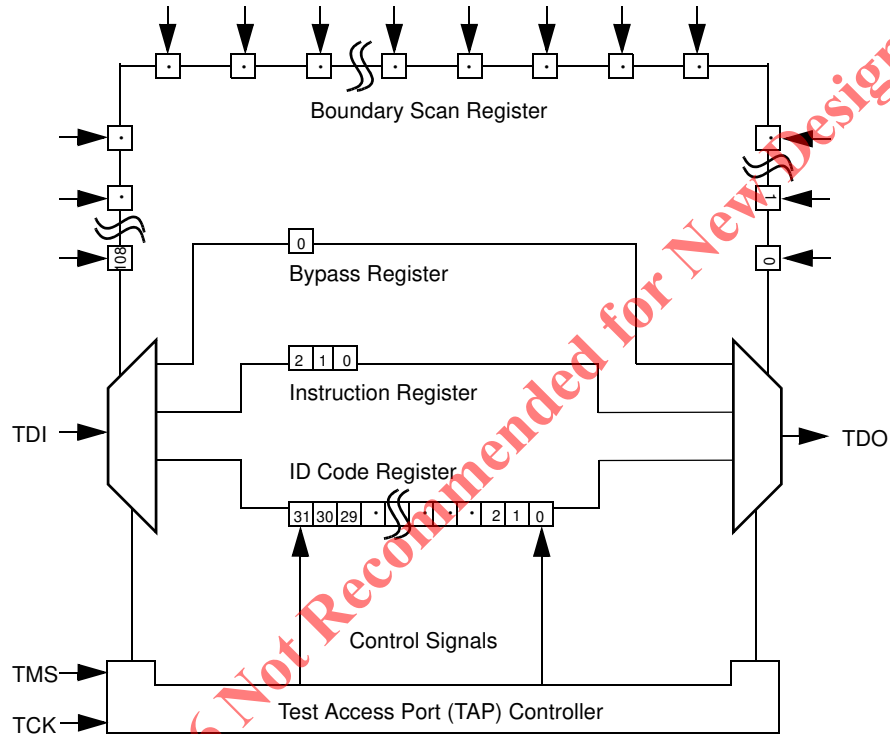 Boundary Scan Register
108
1
0
0
Bypass Register
2 1 0
Instruction Register
TDI
TDO
ID Code Register
31 30 29 · · · · · 2 1 0
Control Signals
TMS
TCK
Test Access Port (TAP) Controller
Not Recommended for New Design